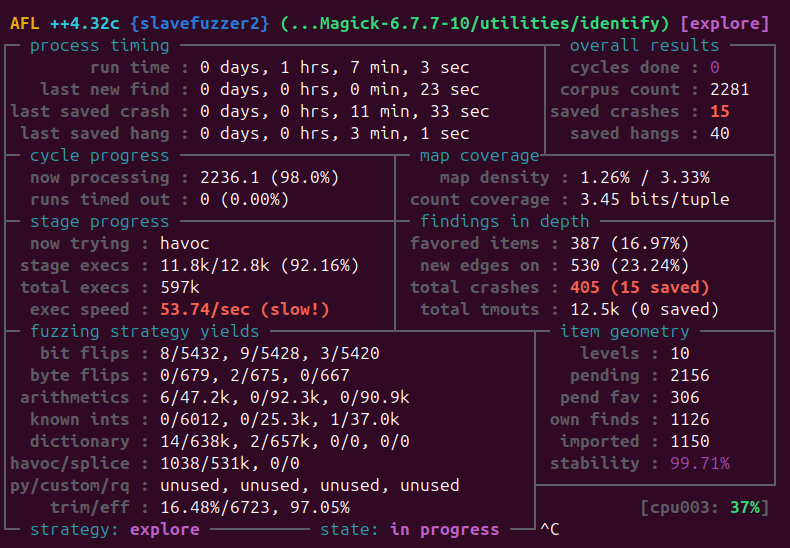 AFL ++4.32c {slavefuzzer2} (...Magick-6.7.7-10/utilities/identify) [explore]
process timing overall results
run time : 0 days, 1 hrs, 7 min, 3 sec cycles done : 0
last new find : 0 days, 0 hrs, 0 min, 23 sec corpus count : 2281
last saved crash : 0 days, 0 hrs, 11 min, 33 sec saved crashes : 15
last saved hang : 0 days, 0 hrs, 3 min, 1 sec saved hangs : 40
cycle progress map coverage
now processing : 2236.1 (98.0%) map density : 1.26% / 3.33%
runs timed out : 0 (0.00%) count coverage : 3.45 bits/tuple
stage progress findings in depth
now trying : havoc favored items : 387 (16.97%)
stage execs : 11.8k/12.8k (92.16%) new edges on : 530 (23.24%)
total execs : 597k total crashes : 405 (15 saved)
exec speed : 53.74/sec (slow!) total tmouts : 12.5k (0 saved)
fuzzing strategy yields item geometry
bit flips : 8/5432, 9/5428, 3/5420 levels : 10
byte flips : 0/679, 2/675, 0/667 pending : 2156
arithmetics : 6/47.2k, 0/92.3k, 0/90.9k pend fav : 306
known ints : 0/6012, 0/25.3k, 1/37.0k own finds : 1126
dictionary : 14/638k, 2/657k, 0/0, 0/0 imported : 1150
havoc/splice : 1038/531k, 0/0 stability : 99.71%
py/custom/rq : unused, unused, unused, unused
trim/eff : 16.48%/6723, 97.05% [cpu003: 37%]
strategy: explore state: in progress ^C